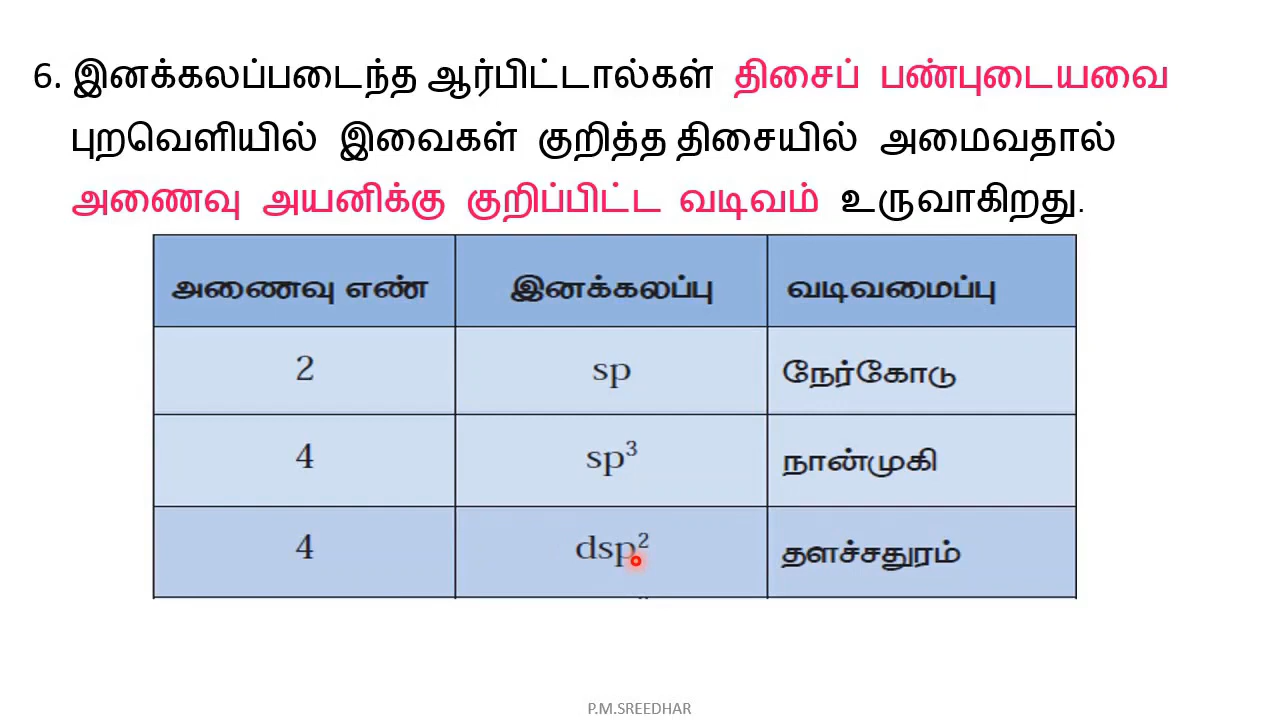 6. இனக்கலப்படைந்த ஆர்பிட்டால்கள் திசைப் பண்புடையவை
புறவெளியில் இவைகள் குறித்த திசையில் அமைவதால்
அணைவு அயனிக்கு குறிப்பிட்ட வடிவம் உருவாகிறது.
அணைவு எண் இனக்கலப்பு வடிவமைப்பு
2 sp நேர்கோடு
4 sp³ நான்முகி
4 dsp² தளச்சதுரம்
P.M.SREEDHAR